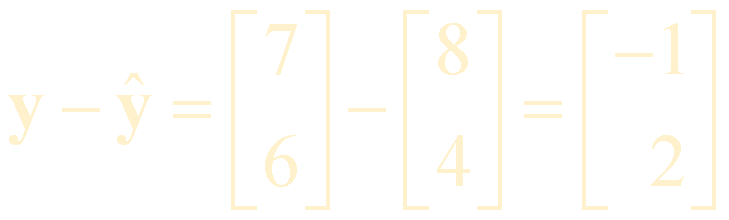 y − ŷ = [7 6] − [8 4] = [−1 2]